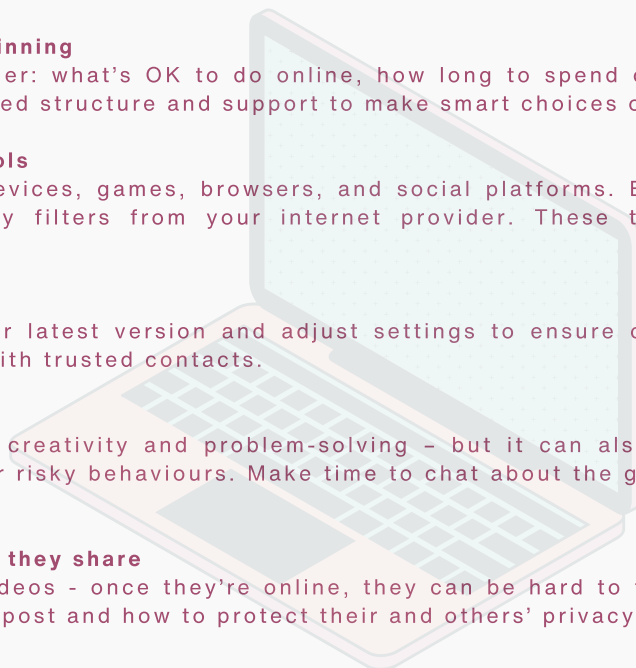 inning
er: what’s OK to do online, how long to spend
ed structure and support to make smart choices
ols
evices, games, browsers, and social platforms.
y filters from your internet provider. These
r latest version and adjust settings to ensure
ith trusted contacts.
creativity and problem-solving – but it can als
r risky behaviours. Make time to chat about the g
they share
deos - once they’re online, they can be hard to
post and how to protect their and others’ privacy